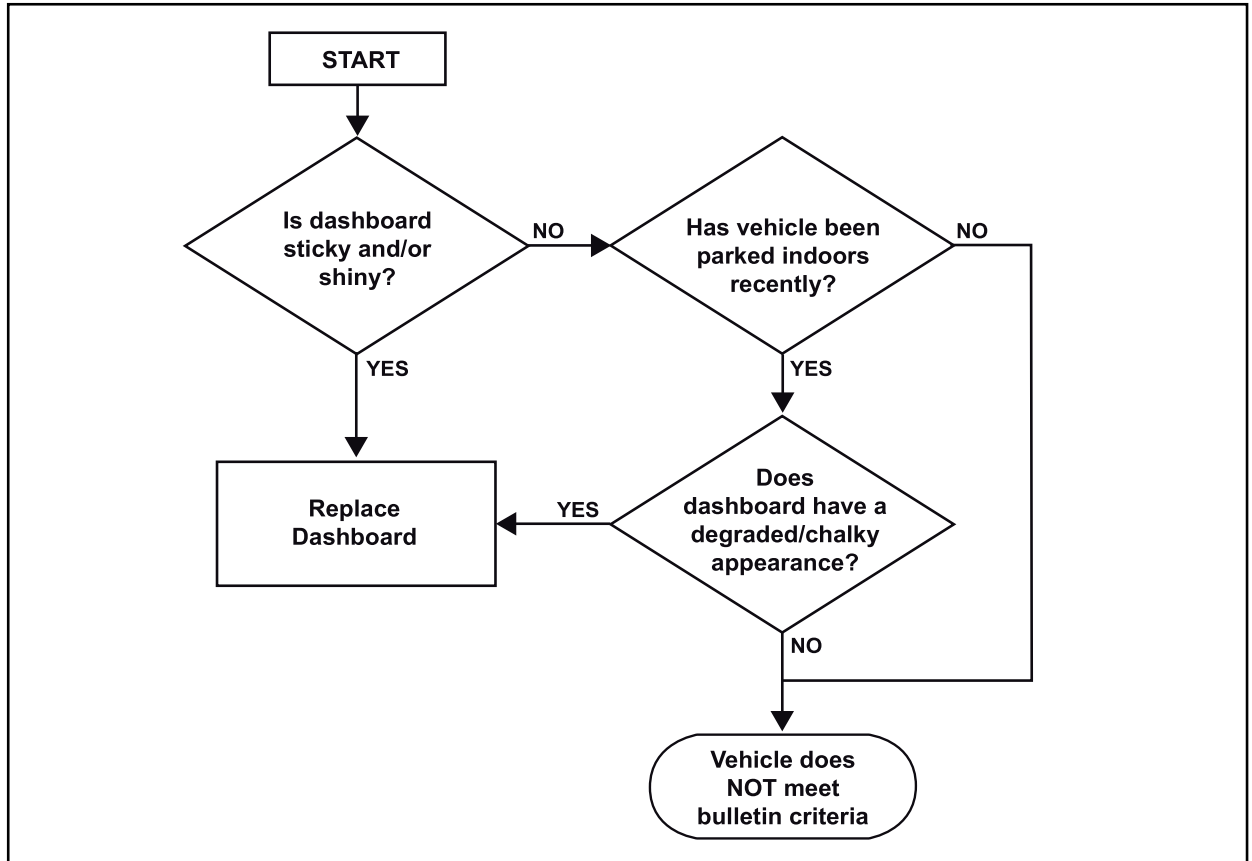 START
Is dashboard
sticky and/or
shiny?
NO
Has vehicle been
parked indoors
recently?
NO
YES
YES
Replace
Dashboard
YES
Does
dashboard have a
degraded/chalky
appearance?
NO
Vehicle does
NOT meet
bulletin criteria